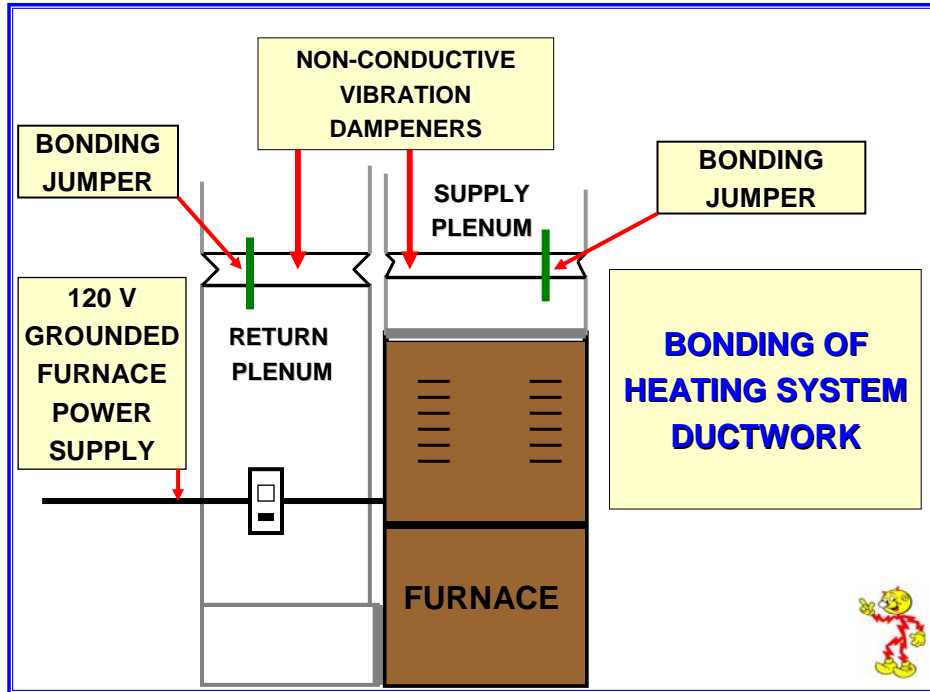 NON-CONDUCTIVE
VIBRATION
DAMPENERS
BONDING
JUMPER
BONDING
JUMPER
SUPPLY
PLENUM
120 V
GROUNDED
FURNACE
POWER
SUPPLY
RETURN
PLENUM
BONDING OF
HEATING SYSTEM
DUCTWORK
FURNACE